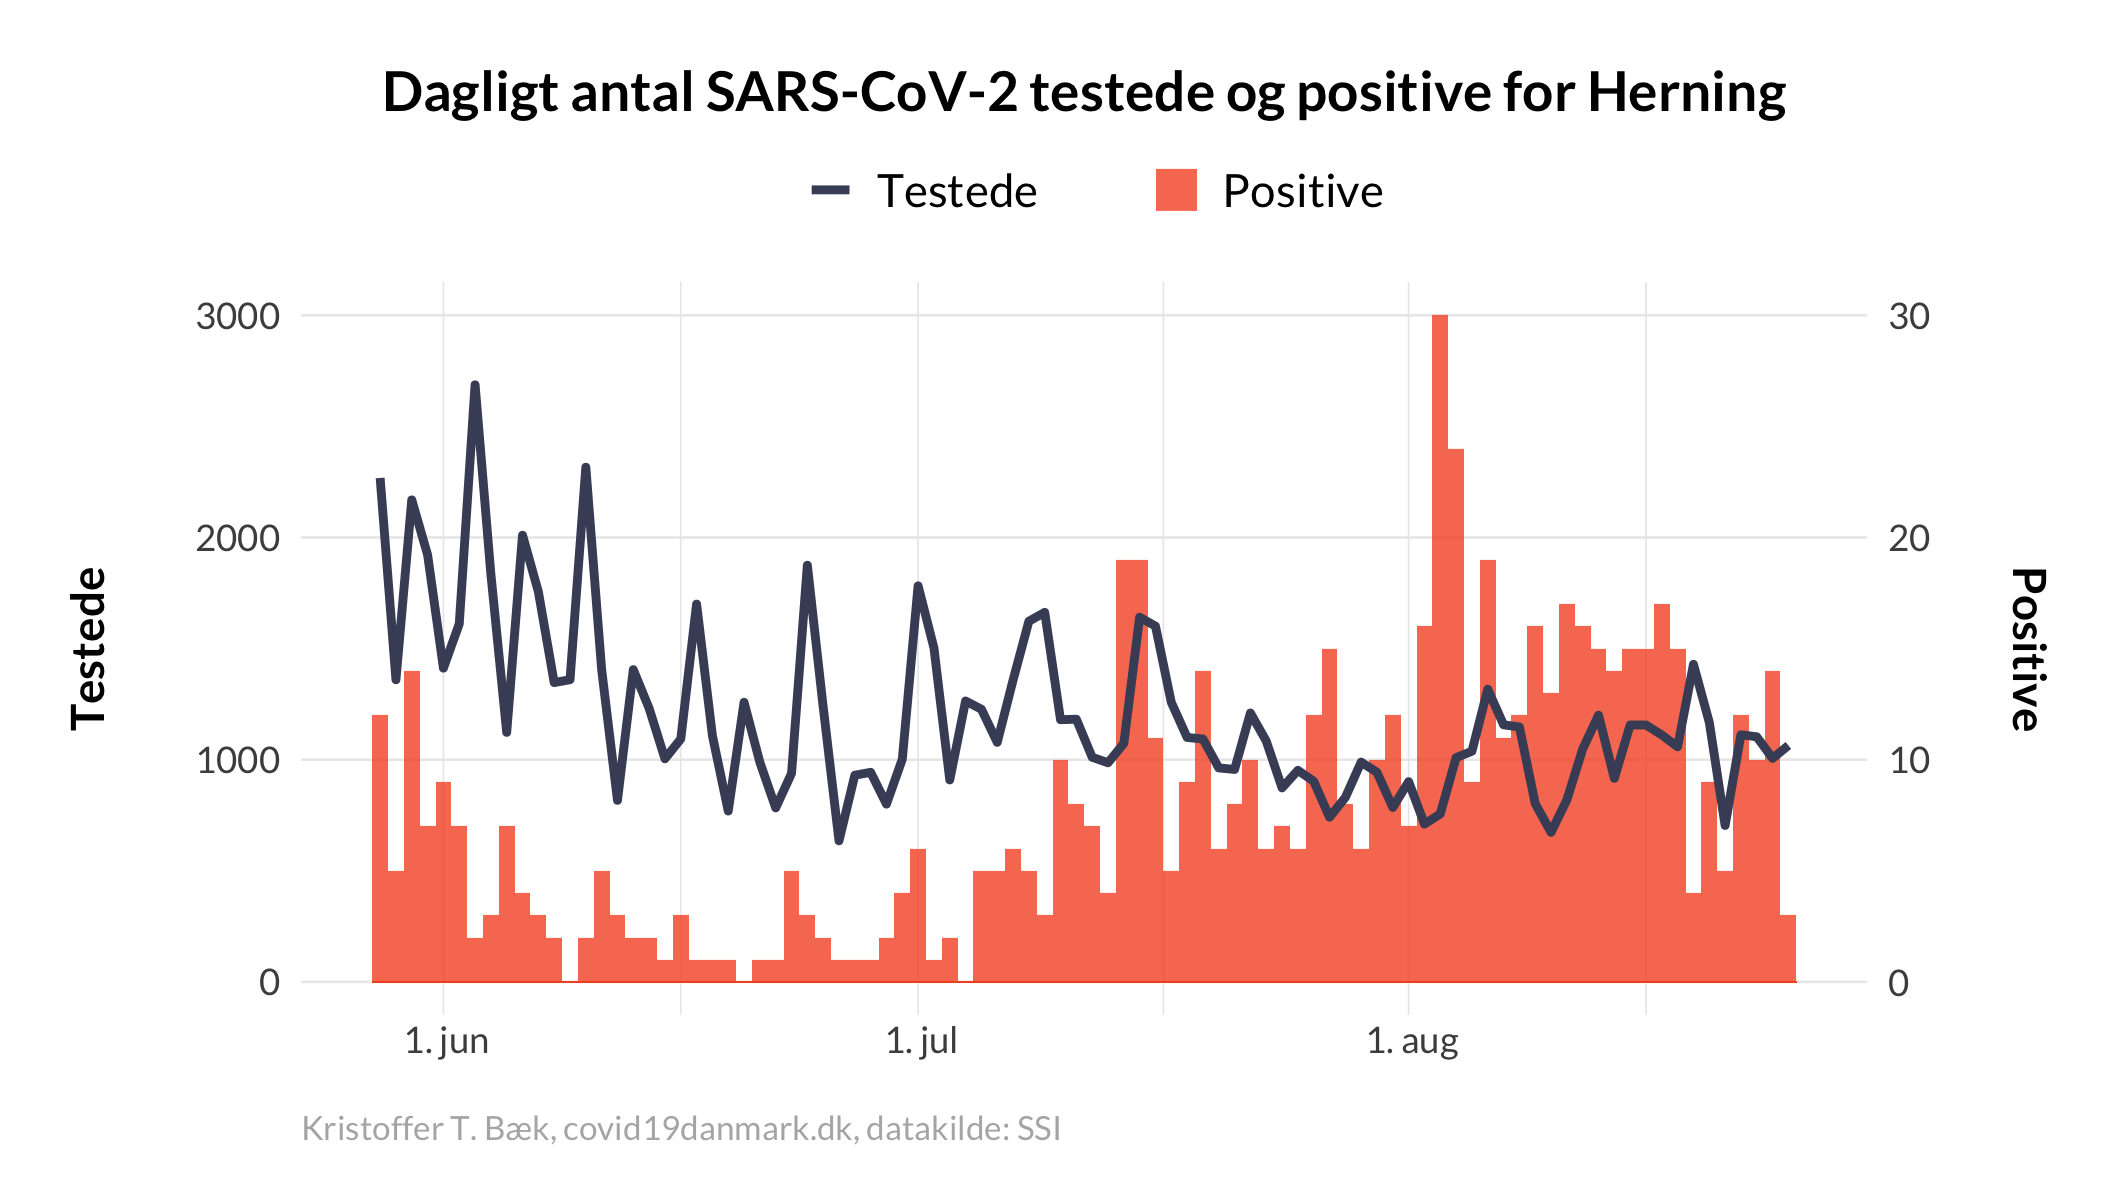 Dagligt antal SARS-CoV-2 testede og positive for Herning
Testede
Positive
3000
2000
1000
0
30
20
10
0
Testede
Positive
1. jun
1. jul
1. aug
Kristoffer T. Bæk, covid19danmark.dk, datakilde: SSI